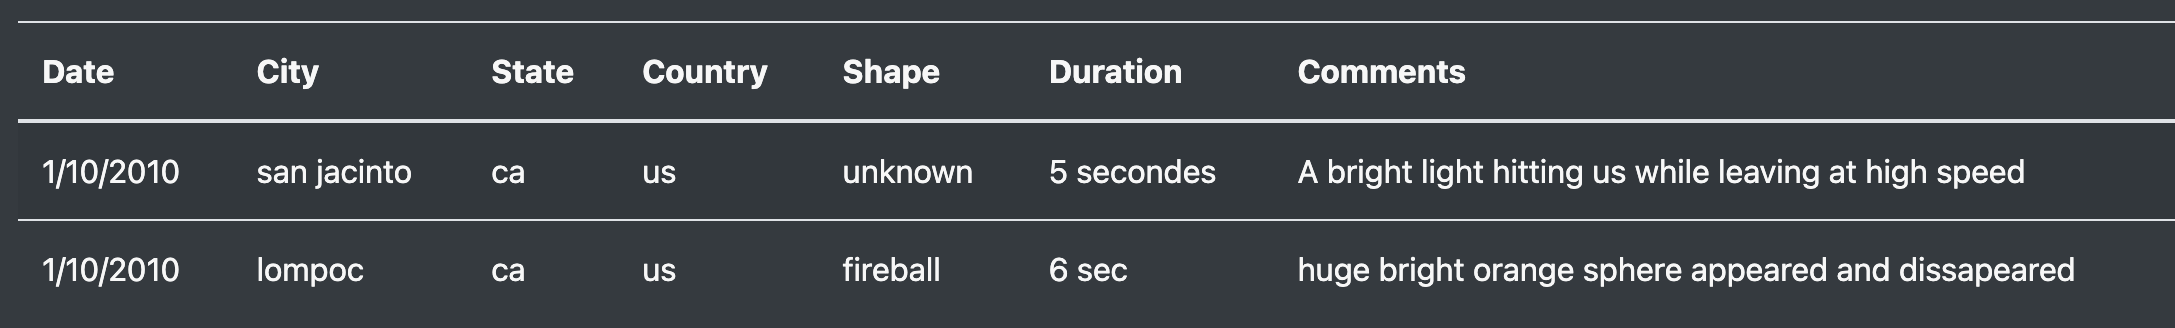 Date City State Country Shape Duration Comments
1/10/2010 san jacinto ca us unknown 5 secondes A bright light hitting us while leaving at high speed
1/10/2010 lompoc ca us fireball 6 sec huge bright orange sphere appeared and dissapeared